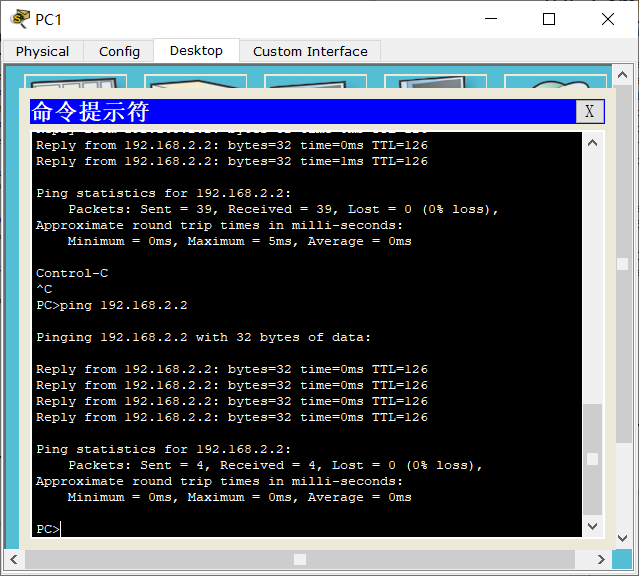 PC1
Physical Config Desktop Custom Interface
命令提示符 X
Reply from 192.168.2.2: bytes=32 time=0ms TTL=126
Reply from 192.168.2.2: bytes=32 time=1ms TTL=126
Ping statistics for 192.168.2.2:
Packets: Sent = 39, Received = 39, Lost = 0 (0% loss),
Approximate round trip times in milli-seconds:
Minimum = 0ms, Maximum = 5ms, Average = 0ms
Control-C
^C
PC>ping 192.168.2.2
Pinging 192.168.2.2 with 32 bytes of data:
Reply from 192.168.2.2: bytes=32 time=0ms TTL=126
Reply from 192.168.2.2: bytes=32 time=0ms TTL=126
Reply from 192.168.2.2: bytes=32 time=0ms TTL=126
Reply from 192.168.2.2: bytes=32 time=0ms TTL=126
Ping statistics for 192.168.2.2:
Packets: Sent = 4, Received = 4, Lost = 0 (0% loss),
Approximate round trip times in milli-seconds:
Minimum = 0ms, Maximum = 0ms, Average = 0ms
PC>